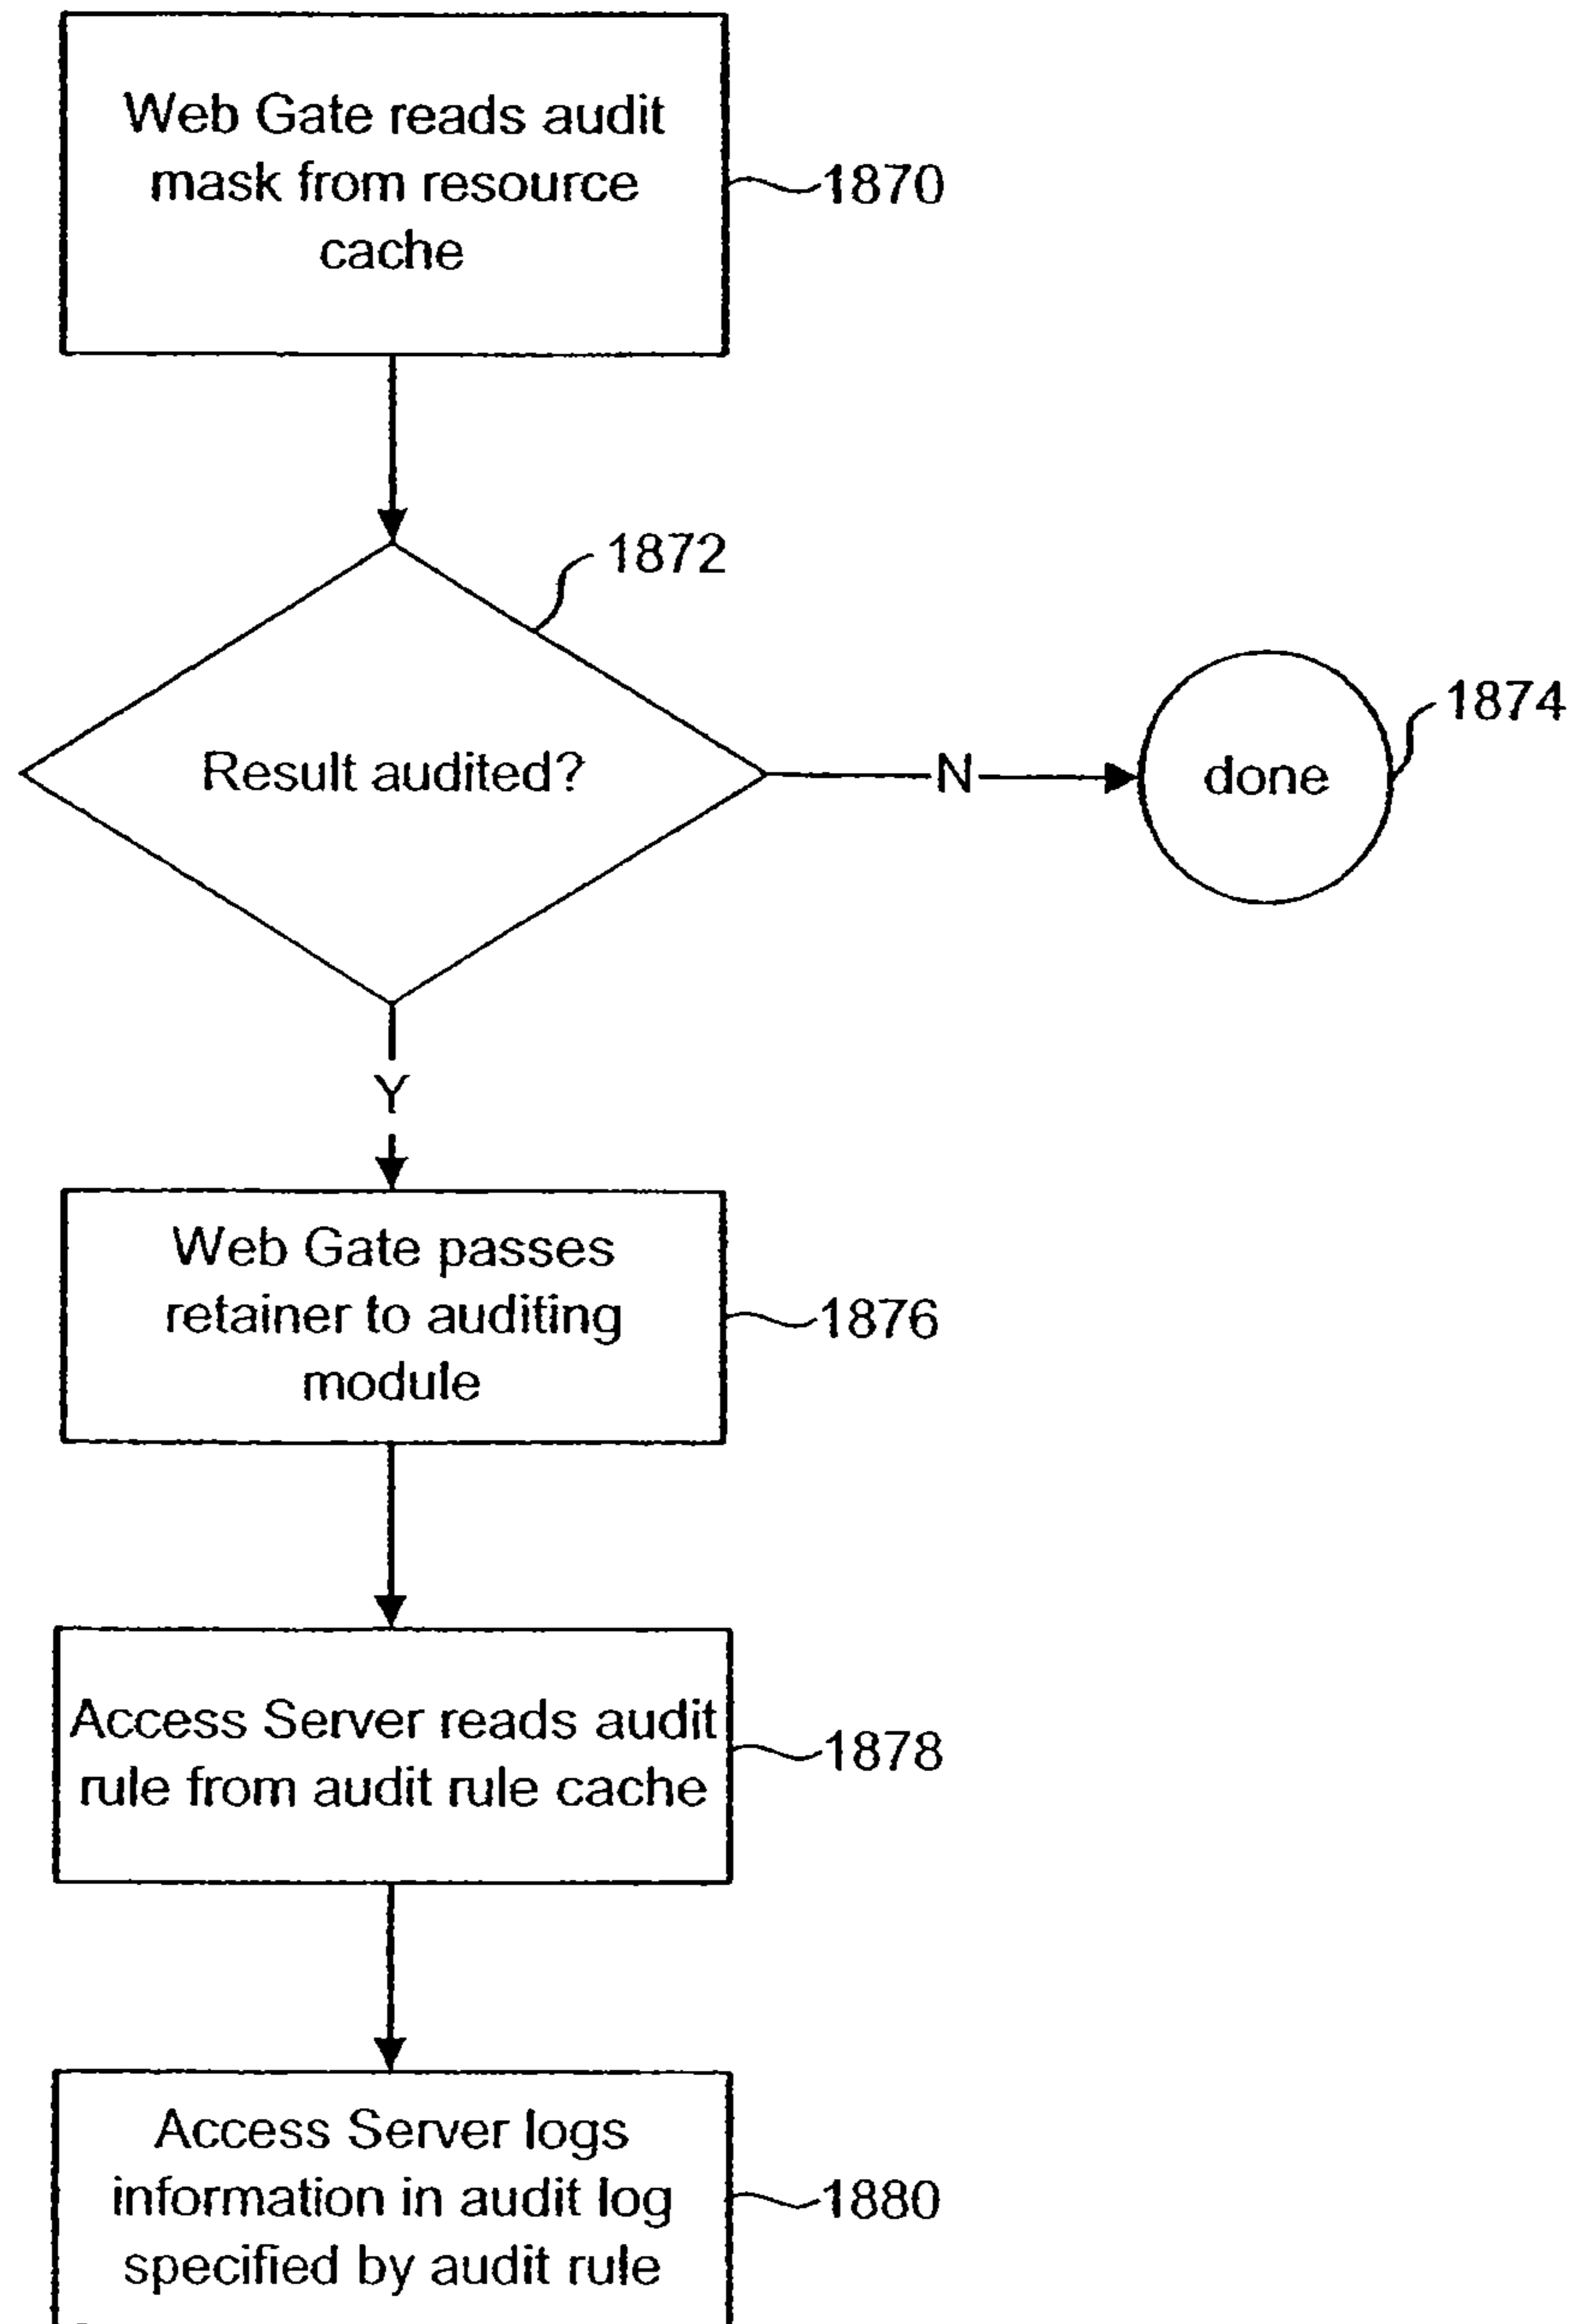 Web Gate reads audit
mask from resource
cache
1870
1872
Result audited?
N
done
1874
Y
Web Gate passes
retainer to auditing
module
1876
Access Server reads audit
rule from audit rule cache
1878
Access Server logs
information in audit log
specified by audit rule
1880